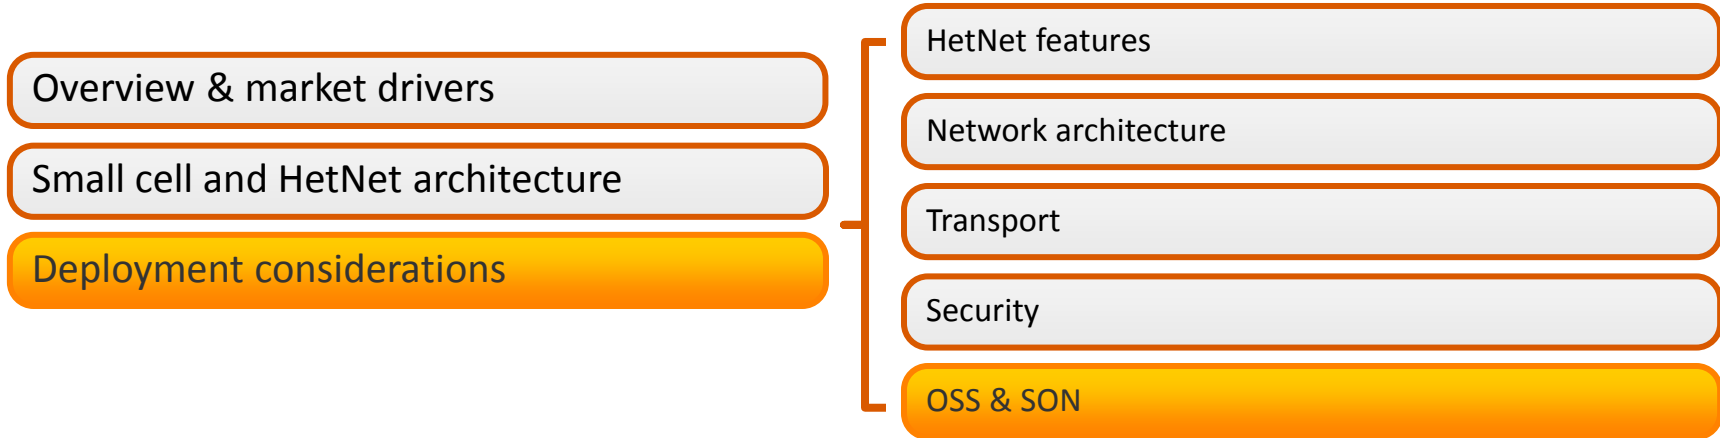 Overview & market drivers
Small cell and HetNet architecture
Deployment considerations
HetNet features
Network architecture
Transport
Security
OSS & SON